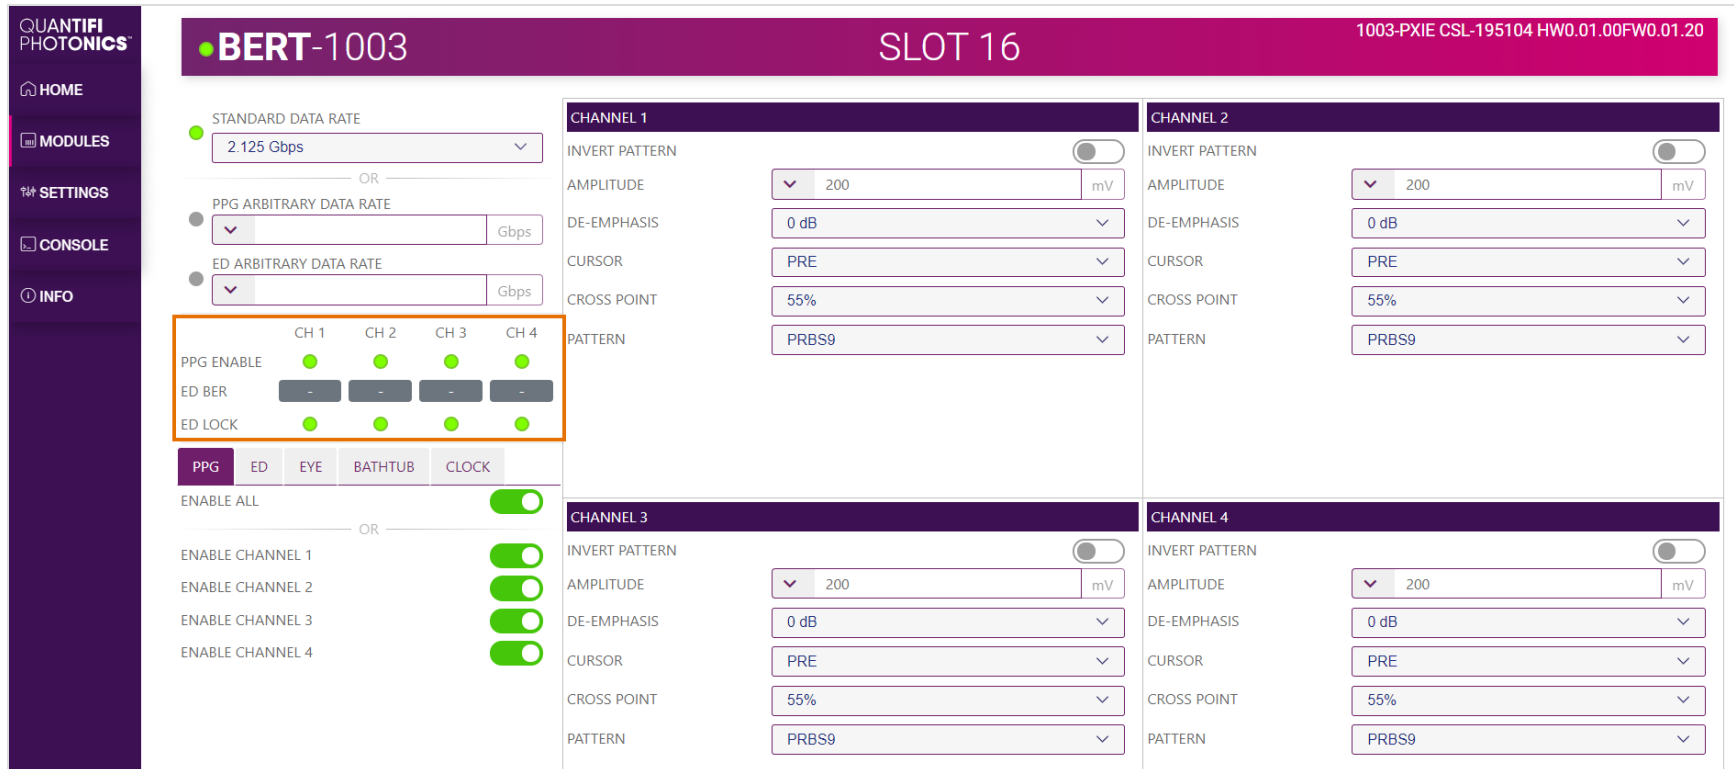 QUANTIFI
PHOTONICS™
HOME
MODULES
SETTINGS
CONSOLE
INFO
BERT-1003
SLOT 16
1003-PXIE CSL-195104 HW0.01.00FW0.01.20
STANDARD DATA RATE
2.125 Gbps
OR
PPG ARBITRARY DATA RATE
Gbps
ED ARBITRARY DATA RATE
Gbps
CH 1 CH 2 CH 3 CH 4
PPG ENABLE
ED BER - - - -
ED LOCK
PPG ED EYE BATHTUB CLOCK
ENABLE ALL
OR
ENABLE CHANNEL 1
ENABLE CHANNEL 2
ENABLE CHANNEL 3
ENABLE CHANNEL 4
CHANNEL 1
INVERT PATTERN
AMPLITUDE 200 mV
DE-EMPHASIS 0 dB
CURSOR PRE
CROSS POINT 55%
PATTERN PRBS9
CHANNEL 2
INVERT PATTERN
AMPLITUDE 200 mV
DE-EMPHASIS 0 dB
CURSOR PRE
CROSS POINT 55%
PATTERN PRBS9
CHANNEL 3
INVERT PATTERN
AMPLITUDE 200 mV
DE-EMPHASIS 0 dB
CURSOR PRE
CROSS POINT 55%
PATTERN PRBS9
CHANNEL 4
INVERT PATTERN
AMPLITUDE 200 mV
DE-EMPHASIS 0 dB
CURSOR PRE
CROSS POINT 55%
PATTERN PRBS9